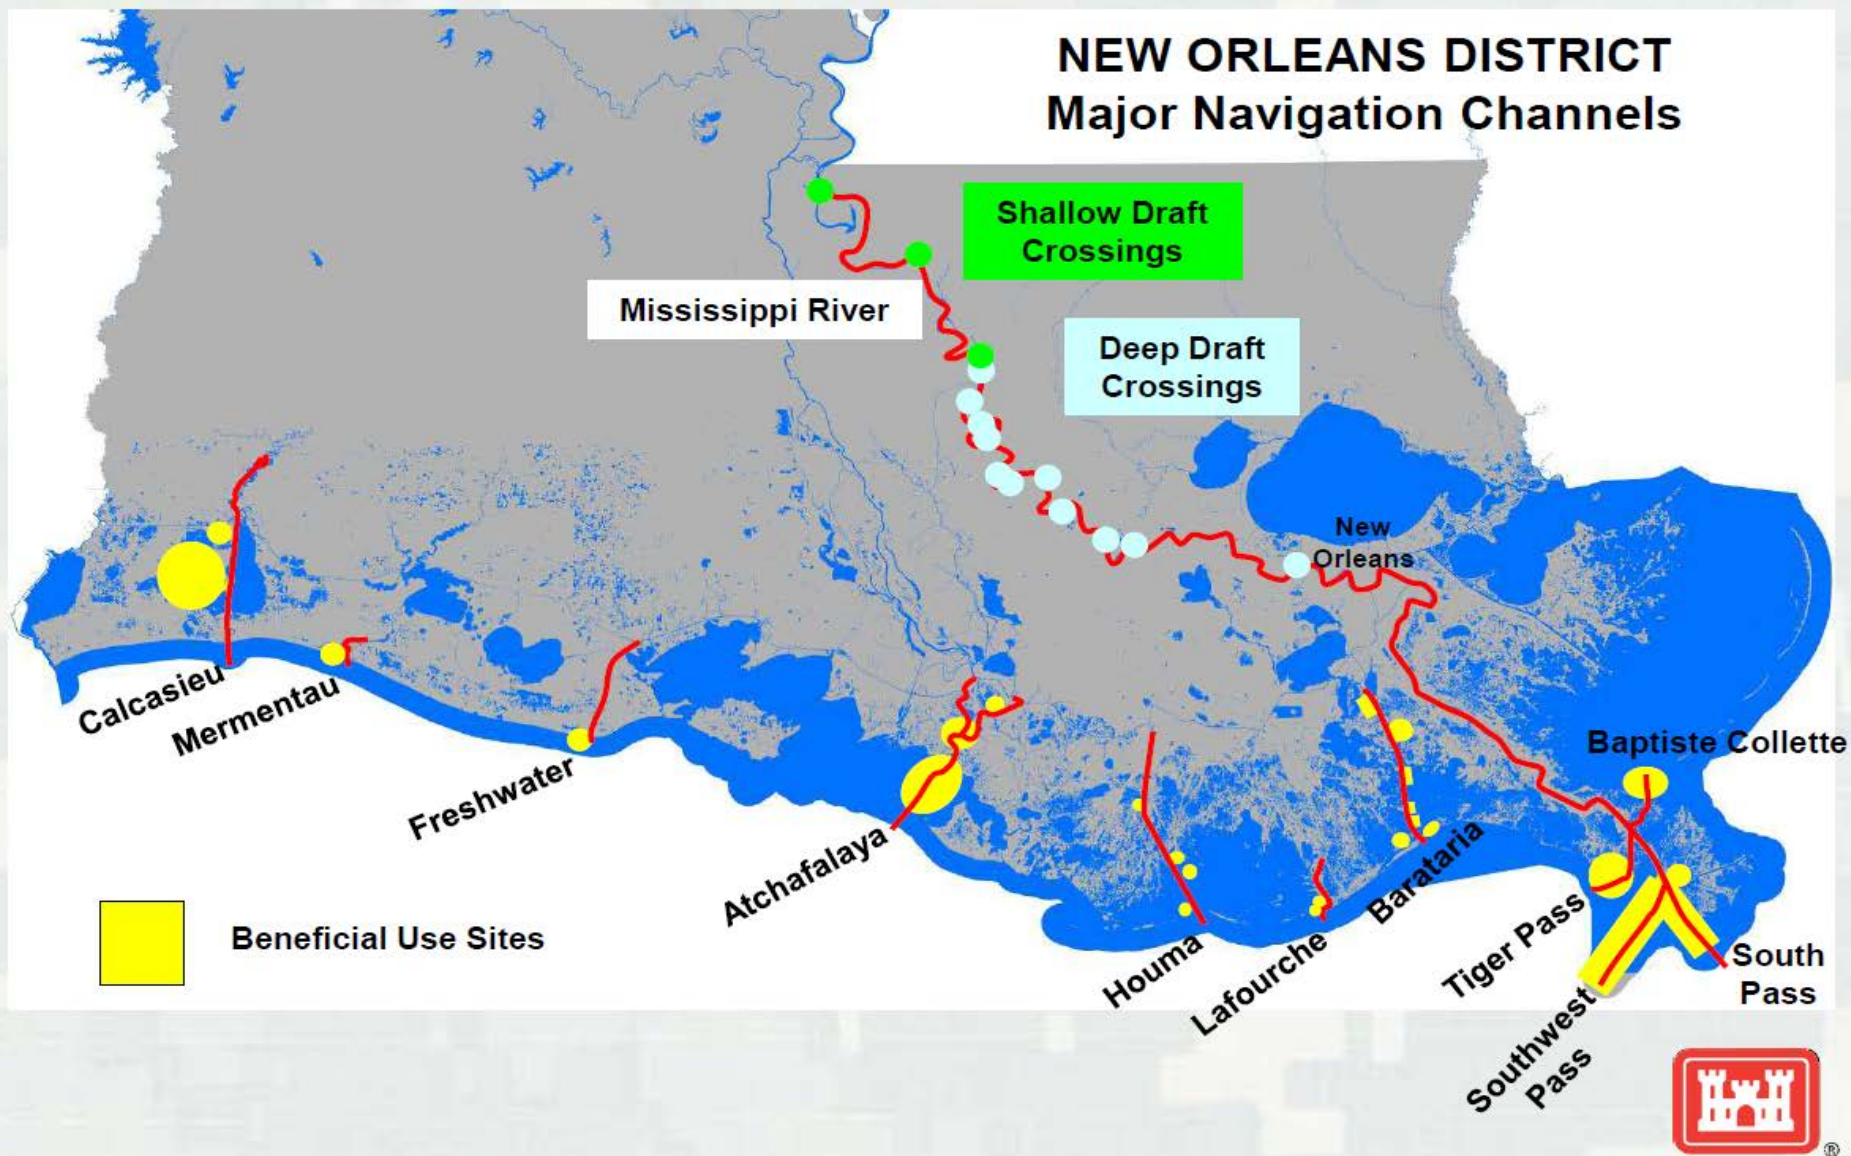 NEW ORLEANS DISTRICT
Major Navigation Channels
Shallow Draft
Crossings
Mississippi River
Deep Draft
Crossings
New
Orleans
Calcasieu
Mermentau
Freshwater
Atchafalaya
Houma
Lafourche
Barataria
Baptiste Collette
Tiger Pass
Southwest
Pass
South
Pass
Beneficial Use Sites
®